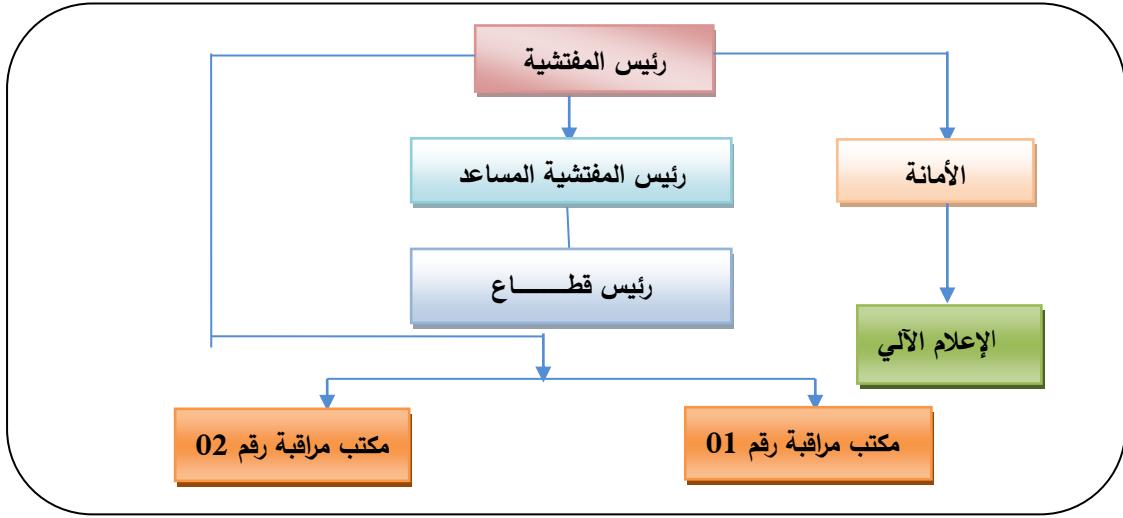 رئيس المفتشية
رئيس المفتشية المساعد
الأمانة
رئيس قطـــــــاع
الإعلام الآلي
مكتب مراقبة رقم 01
مكتب مراقبة رقم 02